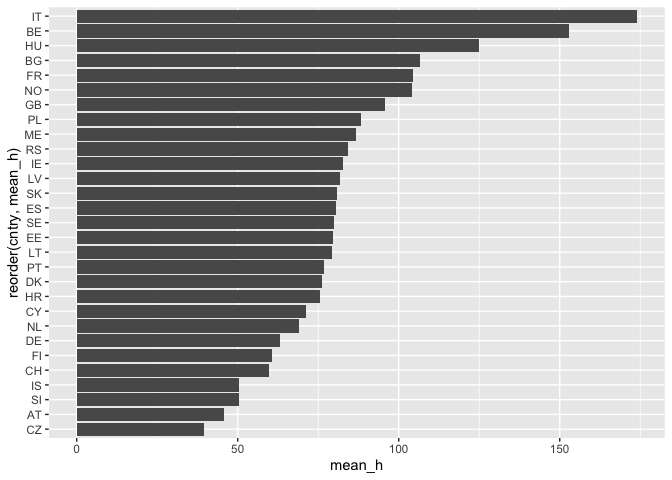 IT
BE
HU
BG
FR
NO
GB
PL
ME
RS
IE
LV
SK
ES
SE
EE
LT
PT
DK
HR
CY
NL
DE
FI
CH
IS
SI
AT
CZ
reorder(cntry, mean_h)
0 50 100 150
mean_h